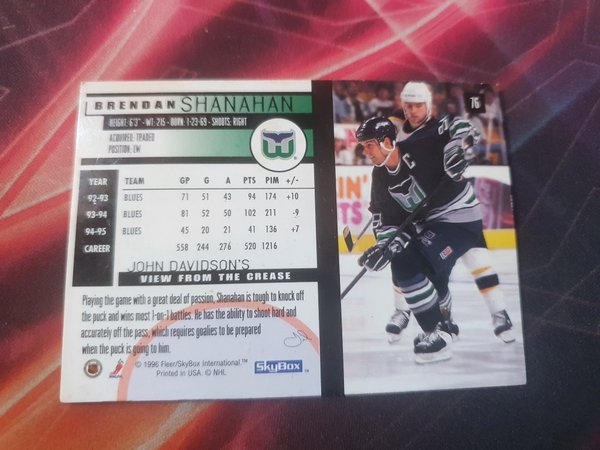 BRENDAN SHANAHAN
HEIGHT: 6'3" · WT: 215 · BORN: 1-23-69 · SHOOTS: RIGHT
ACQUIRED: TRADED
POSITION: LW
76
YEAR TEAM GP G A PTS PIM +/-
92-93 BLUES 71 51 43 94 174 +10
93-94 BLUES 81 52 50 102 211 -9
94-95 BLUES 45 20 21 41 136 +7
CAREER 558 244 276 520 1216
JOHN DAVIDSON'S
VIEW FROM THE CREASE
Playing the game with a great deal of passion, Shanahan is tough to knock off
the puck and wins most 1-on-1 battles. He has the ability to shoot hard and
accurately off the pass, which requires goalies to be prepared
when the puck is going to him.
© 1996 Fleer/SkyBox International.™
Printed in USA. © NHL
SkyBox™
C